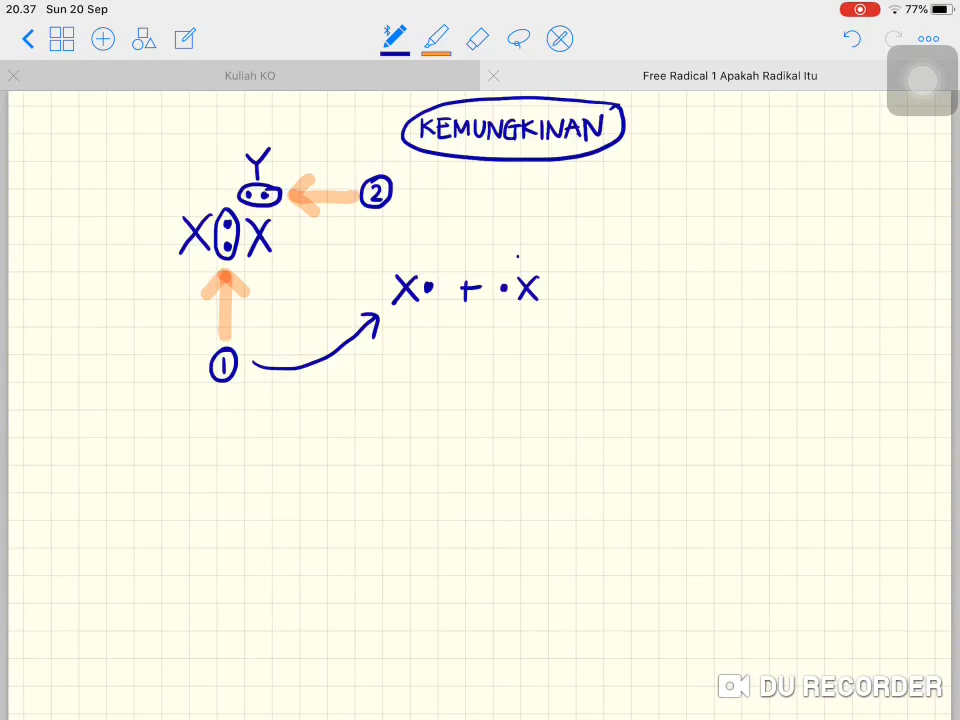 20.37 Sun 20 Sep 77%
Kuliah KO Free Radical 1 Apakah Radikal Itu
KEMUNGKINAN
Y
2
X : X
X• + •X
1
DU RECORDER